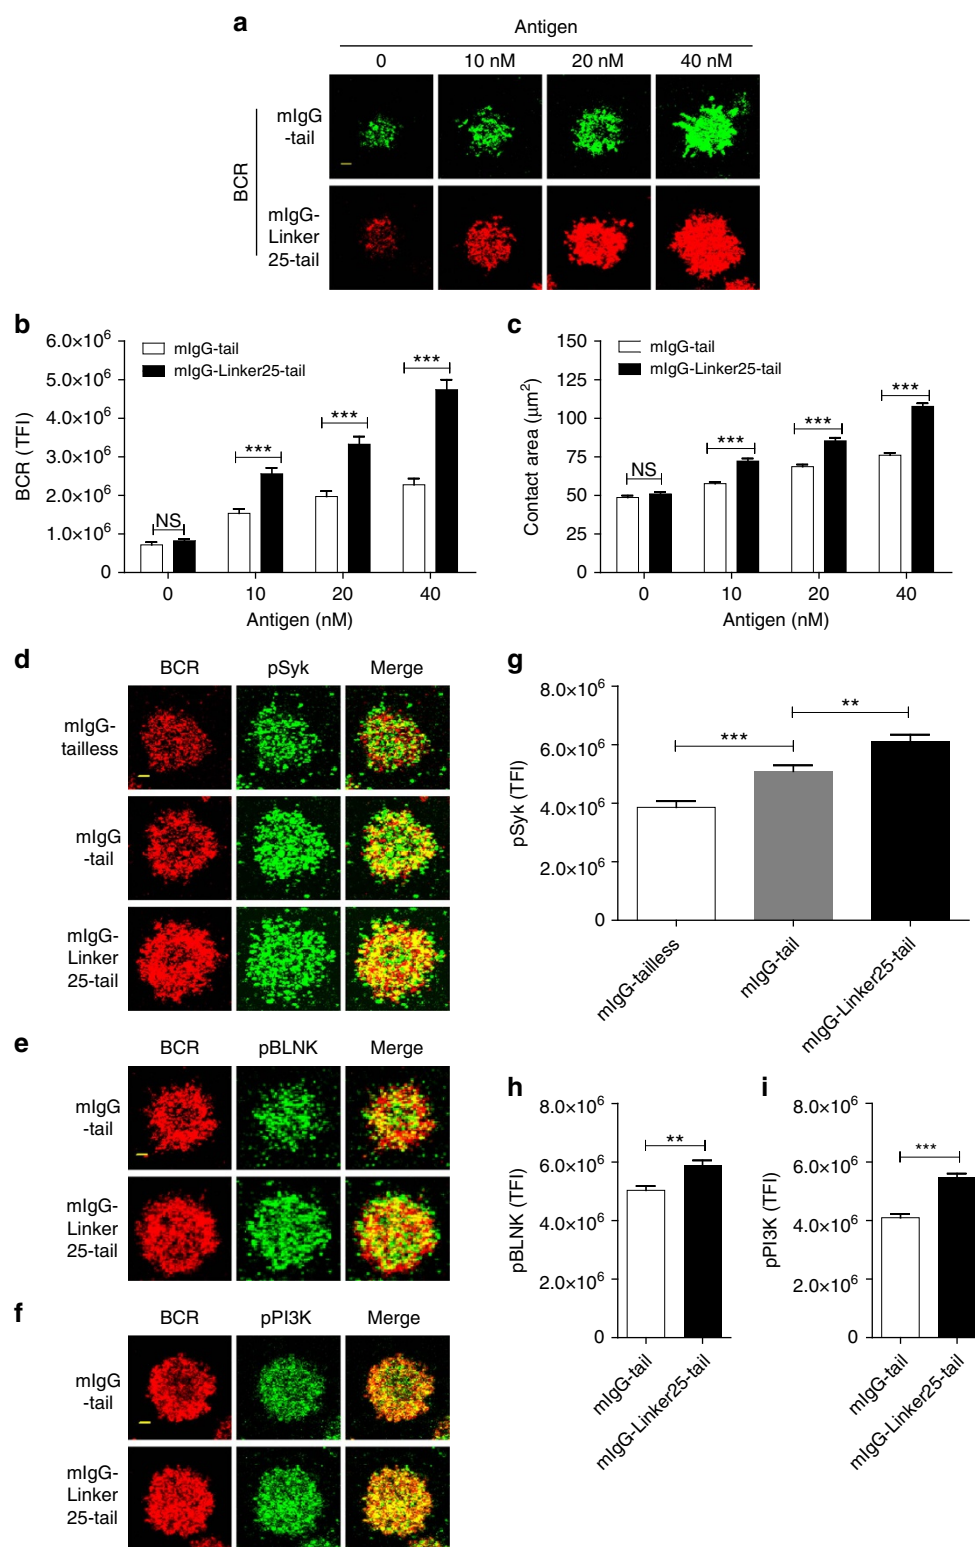 a
Antigen
0 10 nM 20 nM 40 nM
BCR
mIgG
-tail
mIgG-
Linker
25-tail
b
BCR (TFI)
6.0×10⁶
5.0×10⁶
4.0×10⁶
3.0×10⁶
2.0×10⁶
1.0×10⁶
0
mIgG-tail
mIgG-Linker25-tail
NS
***
***
***
0 10 20 40
Antigen (nM)
c
Contact area (μm²)
150
125
100
75
50
25
0
mIgG-tail
mIgG-Linker25-tail
NS
***
***
***
0 10 20 40
Antigen (nM)
d
BCR pSyk Merge
mIgG-
tailless
mIgG
-tail
mIgG-
Linker
25-tail
e
BCR pBLNK Merge
mIgG
-tail
mIgG-
Linker
25-tail
f
BCR pPI3K Merge
mIgG
-tail
mIgG-
Linker
25-tail
g
pSyk (TFI)
8.0×10⁶
6.0×10⁶
4.0×10⁶
2.0×10⁶
0
***
**
mIgG-tailless
mIgG-tail
mIgG-Linker25-tail
h
pBLNK (TFI)
8.0×10⁶
6.0×10⁶
4.0×10⁶
2.0×10⁶
0
**
mIgG-tail
mIgG-Linker25-tail
i
pPI3K (TFI)
8.0×10⁶
6.0×10⁶
4.0×10⁶
2.0×10⁶
0
***
mIgG-tail
mIgG-Linker25-tail